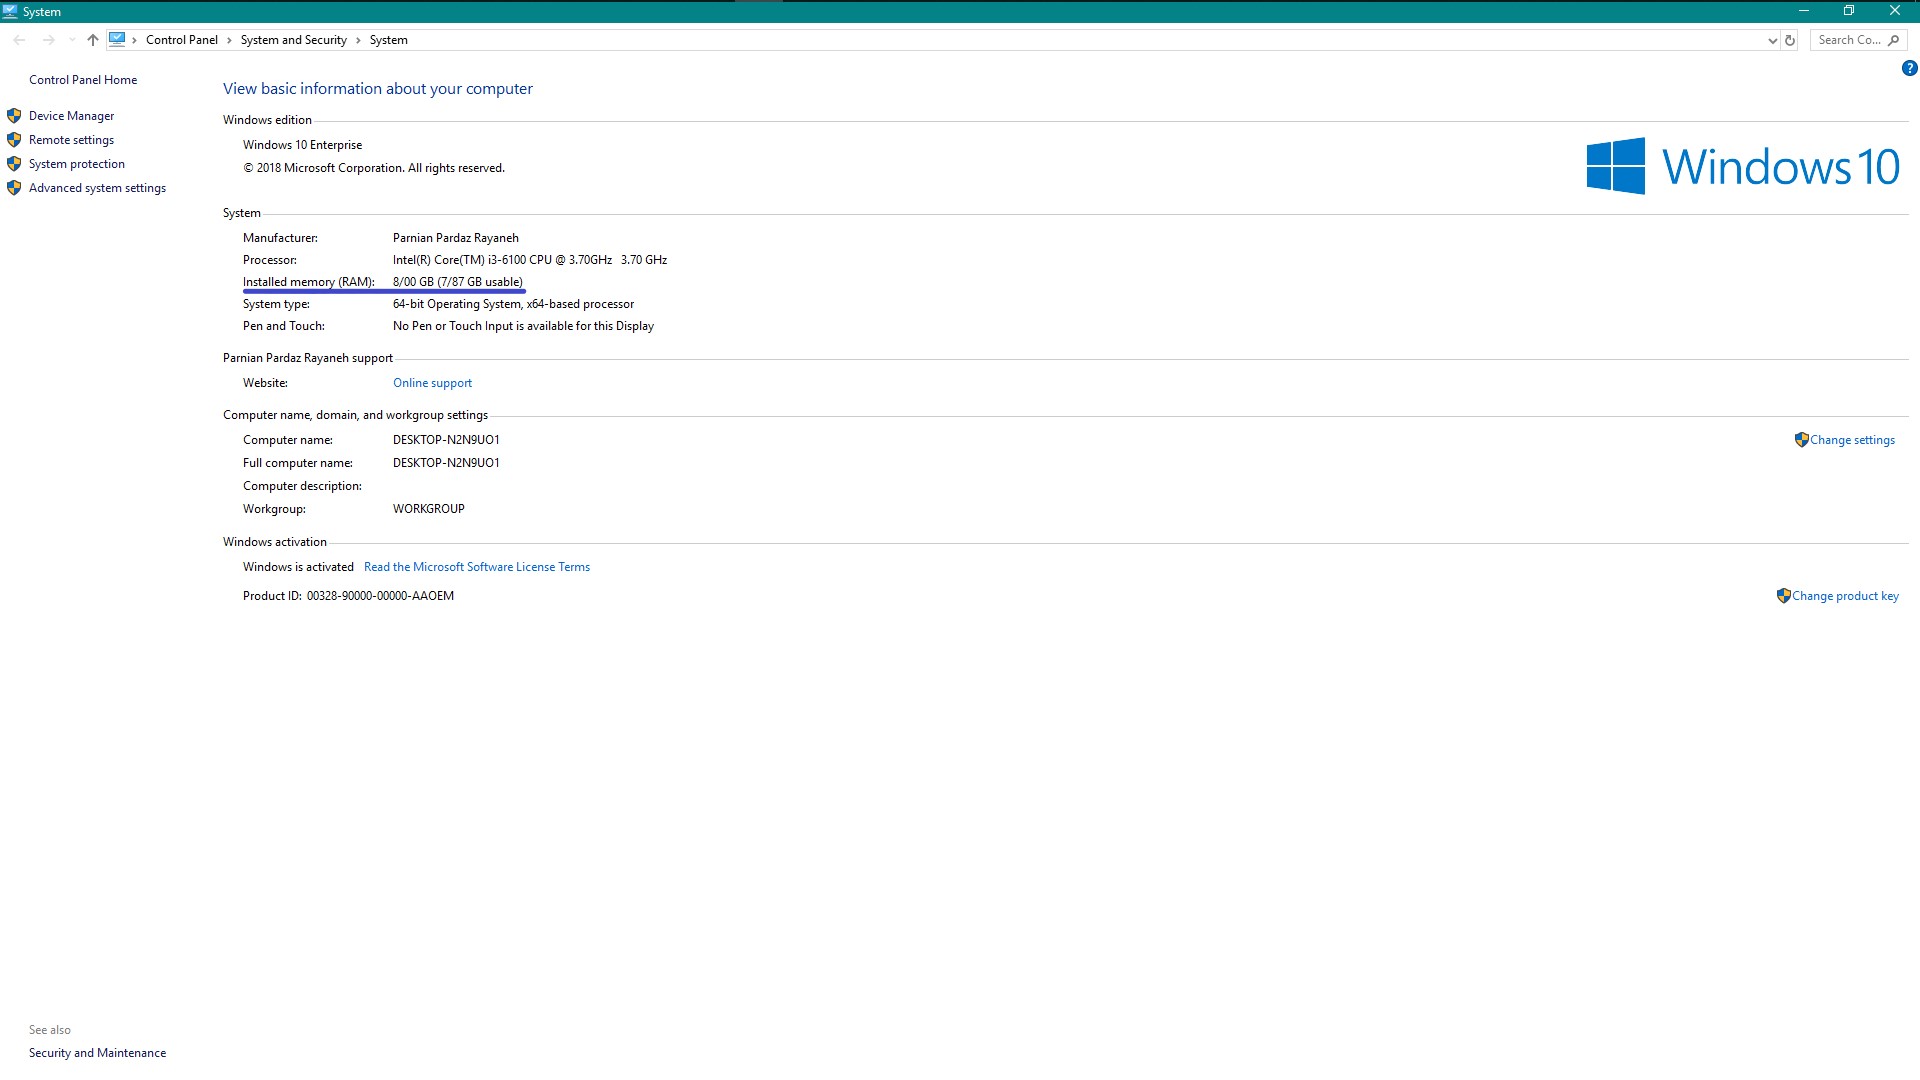 System
Control Panel > System and Security > System
Search Co...
Control Panel Home
Device Manager
Remote settings
System protection
Advanced system settings
View basic information about your computer
Windows edition
Windows 10 Enterprise
© 2018 Microsoft Corporation. All rights reserved.
Windows 10
System
Manufacturer: Parnian Pardaz Rayaneh
Processor: Intel(R) Core(TM) i3-6100 CPU @ 3.70GHz 3.70 GHz
Installed memory (RAM): 8/00 GB (7/87 GB usable)
System type: 64-bit Operating System, x64-based processor
Pen and Touch: No Pen or Touch Input is available for this Display
Parnian Pardaz Rayaneh support
Website: Online support
Computer name, domain, and workgroup settings
Computer name: DESKTOP-N2N9UO1
Change settings
Full computer name: DESKTOP-N2N9UO1
Computer description:
Workgroup: WORKGROUP
Windows activation
Windows is activated Read the Microsoft Software License Terms
Product ID: 00328-90000-00000-AAOEM
Change product key
See also
Security and Maintenance